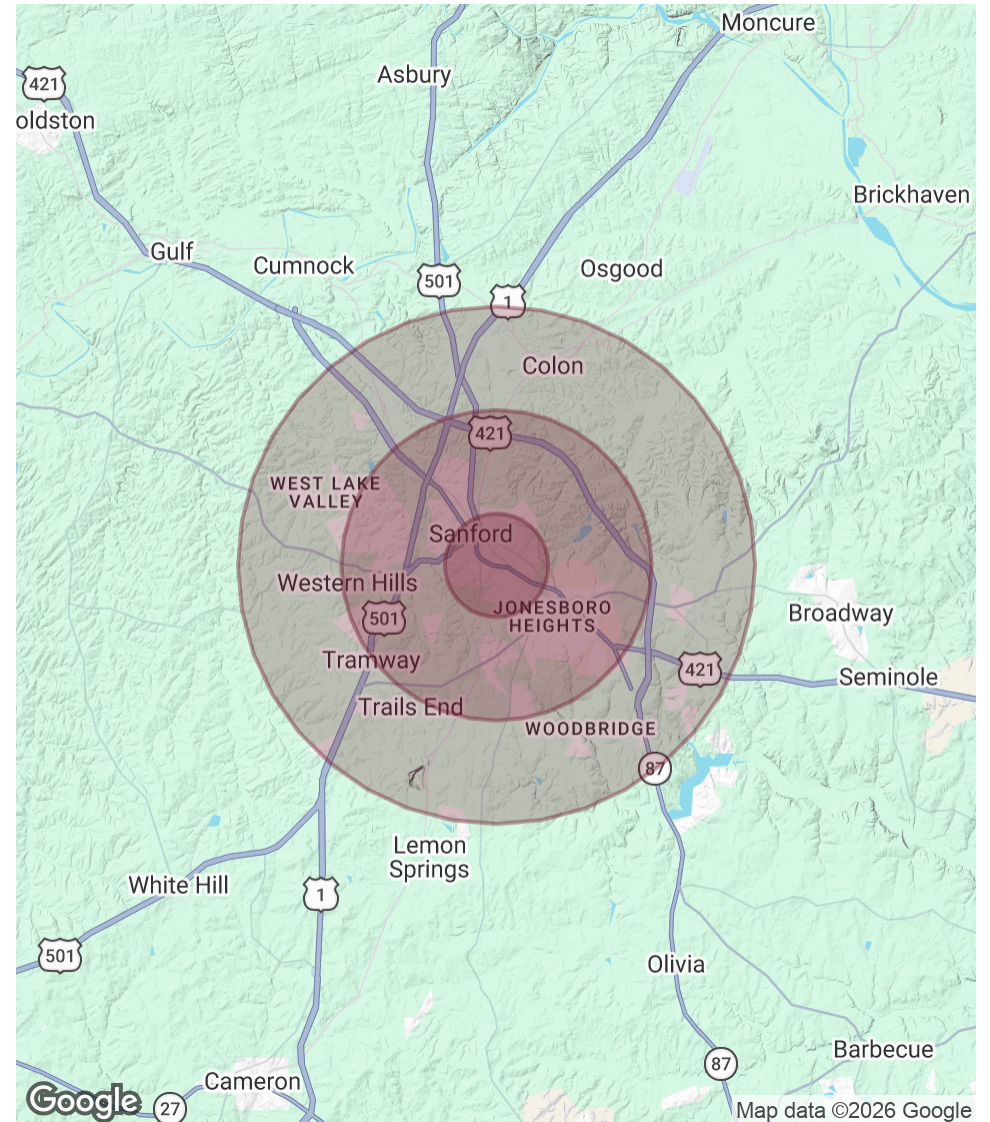 Moncure
Asbury
421
oldston
Brickhaven
Gulf
Cumnock
Osgood
501
1
Colon
421
WEST LAKE
VALLEY
Sanford
Western Hills
JONESBORO
HEIGHTS
501
Broadway
Tramway
421
Seminole
Trails End
WOODBRIDGE
87
Lemon
Springs
White Hill
1
501
Olivia
Barbecue
87
Cameron
Google
27
Map data ©2026 Google